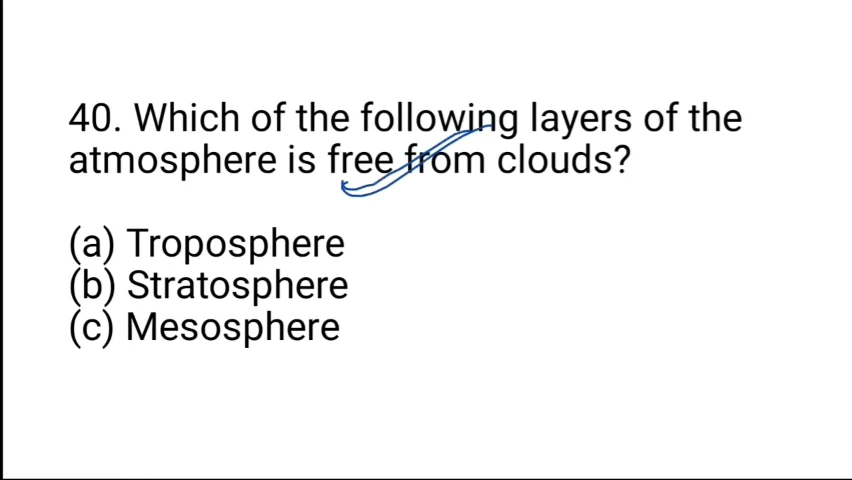 40. Which of the following layers of the
atmosphere is free from clouds?
(a) Troposphere
(b) Stratosphere
(c) Mesosphere